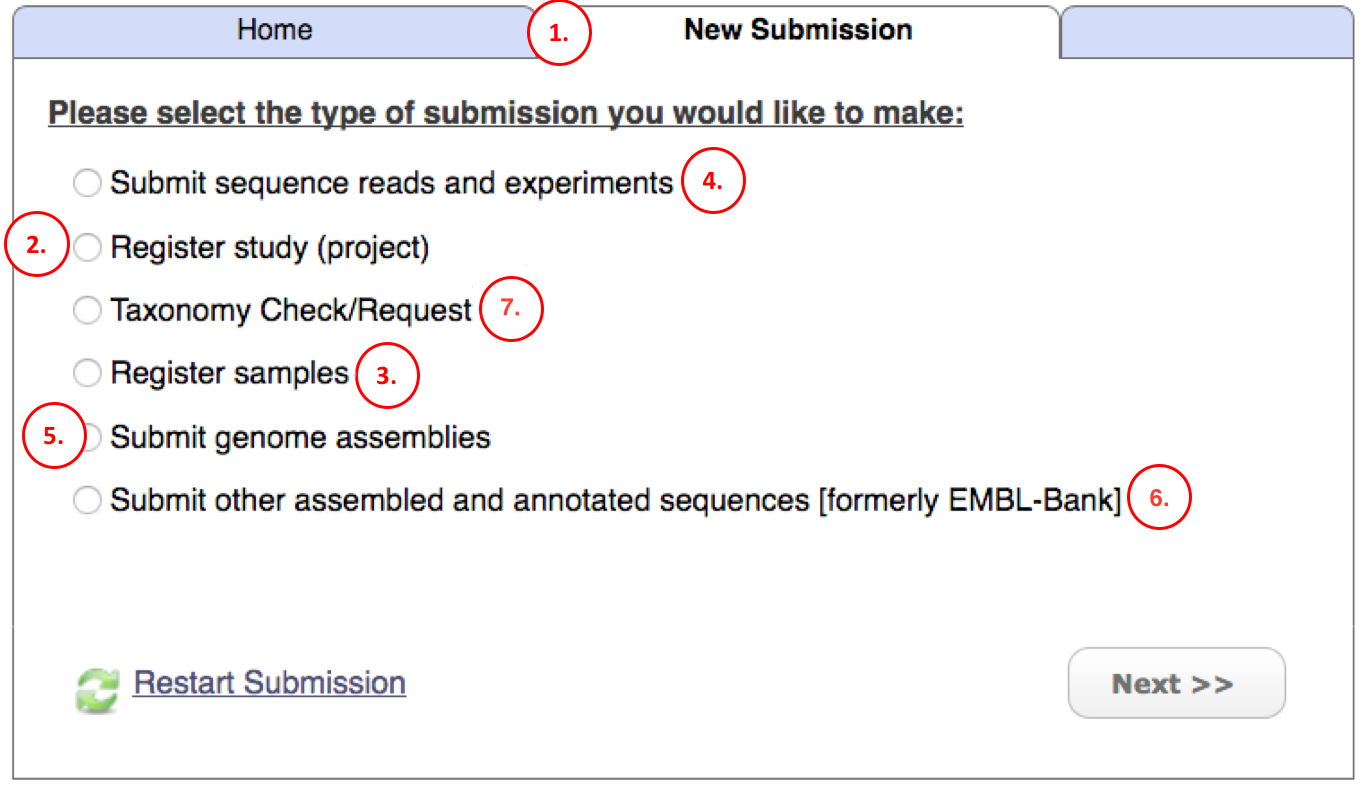 Home 1. New Submission
Please select the type of submission you would like to make:
Submit sequence reads and experiments 4.
2. Register study (project)
Taxonomy Check/Request 7.
Register samples 3.
5. Submit genome assemblies
Submit other assembled and annotated sequences [formerly EMBL-Bank] 6.
Restart Submission
Next >>